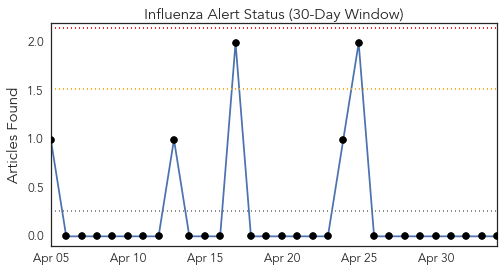 Influenza Alert Status (30-Day Window)
Articles Found
2.0
1.5
1.0
0.5
0.0
Apr 05
Apr 10
Apr 15
Apr 20
Apr 25
Apr 30